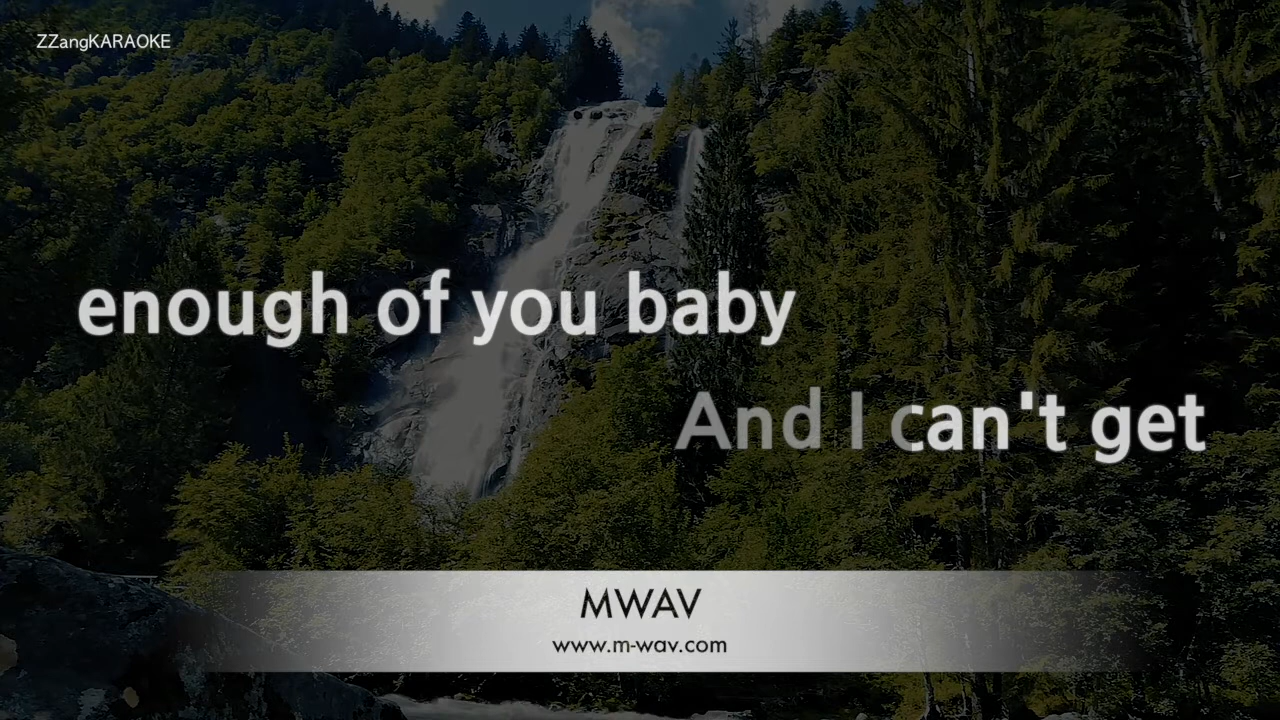 ZZangKARAOKE
enough of you baby
And I can't get
MWAV
www.m-wav.com